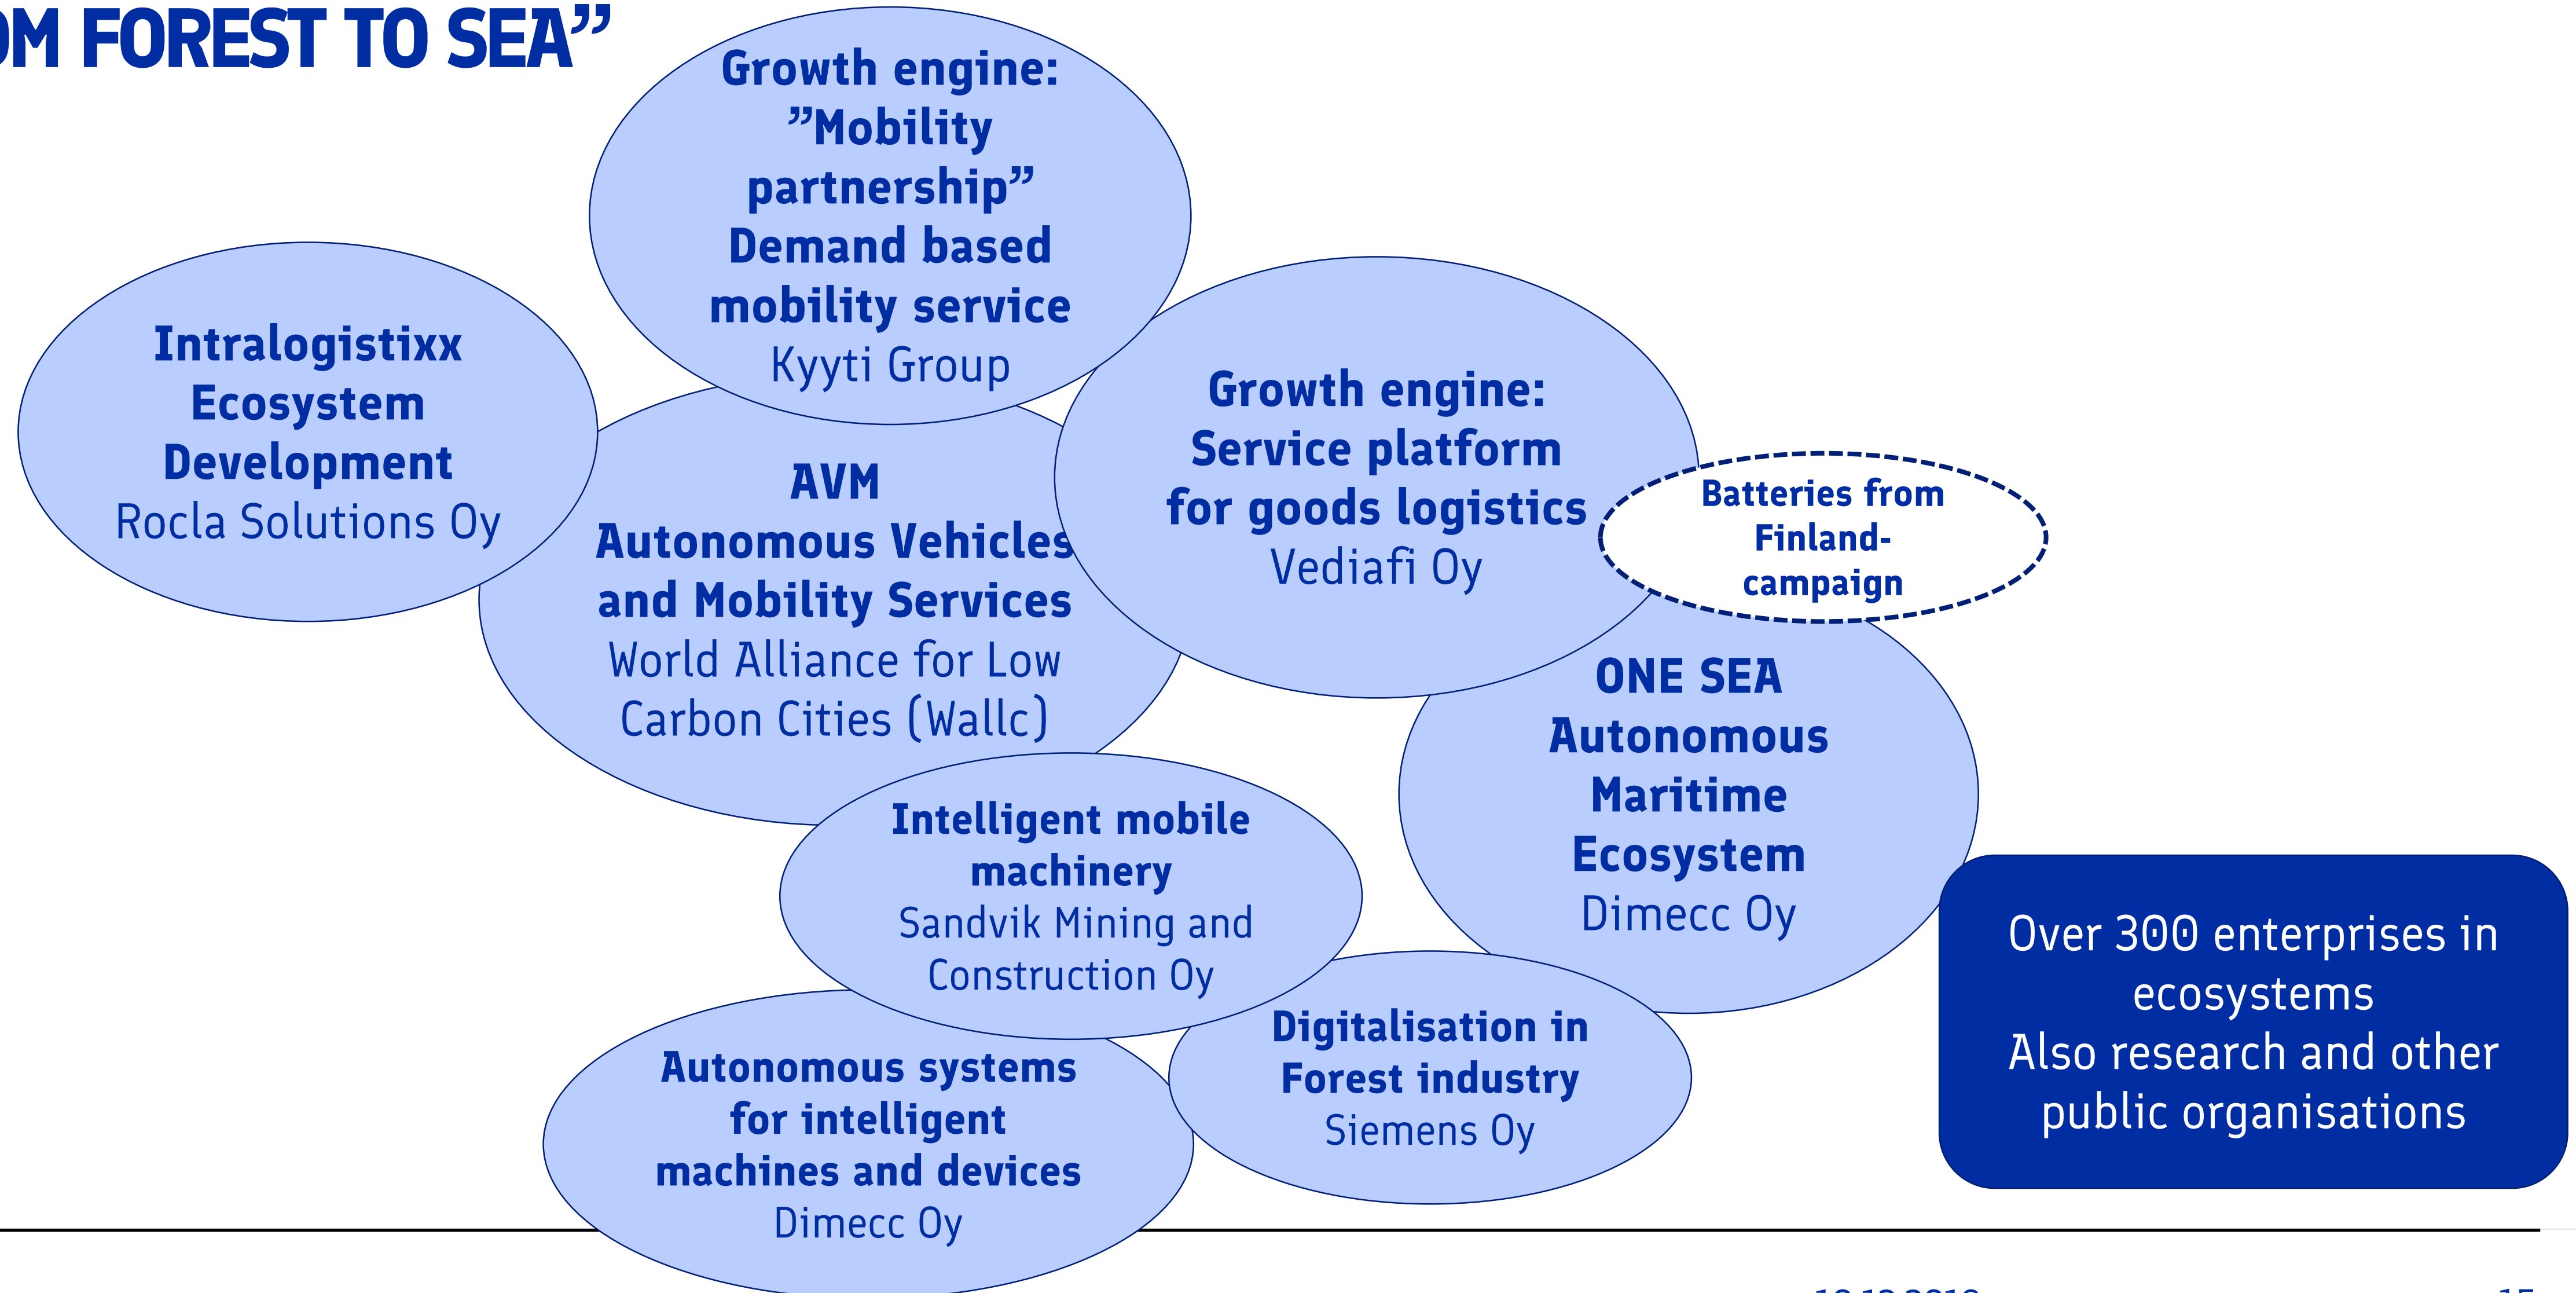 FOREST TO SEA”
Growth engine:
”Mobility
partnership”
Demand based
mobility service
Kyyti Group
Intralogistixx
Ecosystem
Development
Rocla Solutions Oy
AVM
Autonomous Vehicles
and Mobility Services
World Alliance for Low
Carbon Cities (Wallc)
Growth engine:
Service platform
for goods logistics
Vediafi Oy
Batteries from
Finland-
campaign
ONE SEA
Autonomous
Maritime
Ecosystem
Dimecc Oy
Intelligent mobile
machinery
Sandvik Mining and
Construction Oy
Digitalisation in
Forest industry
Siemens Oy
Autonomous systems
for intelligent
machines and devices
Dimecc Oy
Over 300 enterprises in
ecosystems
Also research and other
public organisations